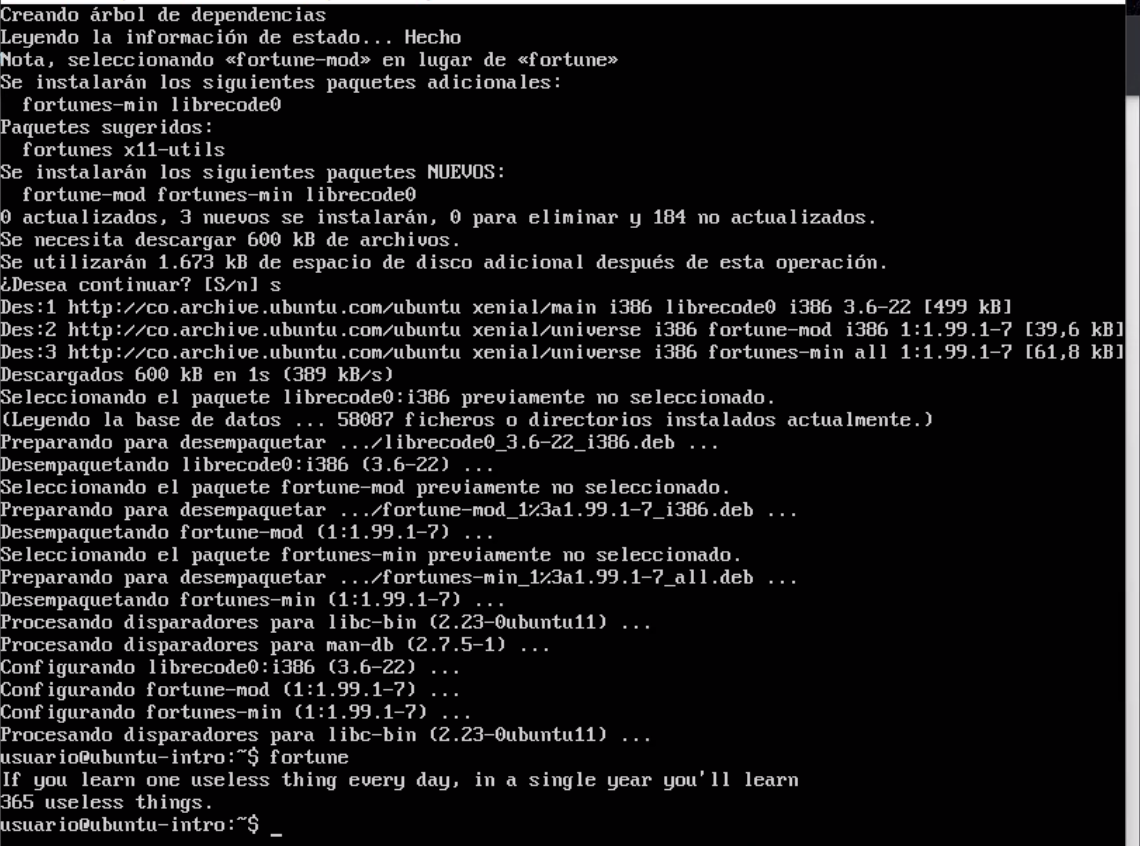 Creando árbol de dependencias
Leyendo la información de estado... Hecho
Nota, seleccionando «fortune-mod» en lugar de «fortune»
Se instalarán los siguientes paquetes adicionales:
  fortunes-min librecode0
Paquetes sugeridos:
  fortunes x11-utils
Se instalarán los siguientes paquetes NUEVOS:
  fortune-mod fortunes-min librecode0
0 actualizados, 3 nuevos se instalarán, 0 para eliminar y 184 no actualizados.
Se necesita descargar 600 kB de archivos.
Se utilizarán 1.673 kB de espacio de disco adicional después de esta operación.
¿Desea continuar? [S/n] s
Des:1 http://co.archive.ubuntu.com/ubuntu xenial/main i386 librecode0 i386 3.6-22 [499 kB]
Des:2 http://co.archive.ubuntu.com/ubuntu xenial/universe i386 fortune-mod i386 1:1.99.1-7 [39,6 kB]
Des:3 http://co.archive.ubuntu.com/ubuntu xenial/universe i386 fortunes-min all 1:1.99.1-7 [61,8 kB]
Descargados 600 kB en 1s (389 kB/s)
Seleccionando el paquete librecode0:i386 previamente no seleccionado.
(Leyendo la base de datos ... 58087 ficheros o directorios instalados actualmente.)
Preparando para desempaquetar .../librecode0_3.6-22_i386.deb ...
Desempaquetando librecode0:i386 (3.6-22) ...
Seleccionando el paquete fortune-mod previamente no seleccionado.
Preparando para desempaquetar .../fortune-mod_1%3a1.99.1-7_i386.deb ...
Desempaquetando fortune-mod (1:1.99.1-7) ...
Seleccionando el paquete fortunes-min previamente no seleccionado.
Preparando para desempaquetar .../fortunes-min_1%3a1.99.1-7_all.deb ...
Desempaquetando fortunes-min (1:1.99.1-7) ...
Procesando disparadores para libc-bin (2.23-0ubuntu11) ...
Procesando disparadores para man-db (2.7.5-1) ...
Configurando librecode0:i386 (3.6-22) ...
Configurando fortune-mod (1:1.99.1-7) ...
Configurando fortunes-min (1:1.99.1-7) ...
Procesando disparadores para libc-bin (2.23-0ubuntu11) ...
usuario@ubuntu-intro:~$ fortune
If you learn one useless thing every day, in a single year you'll learn
365 useless things.
usuario@ubuntu-intro:~$ _